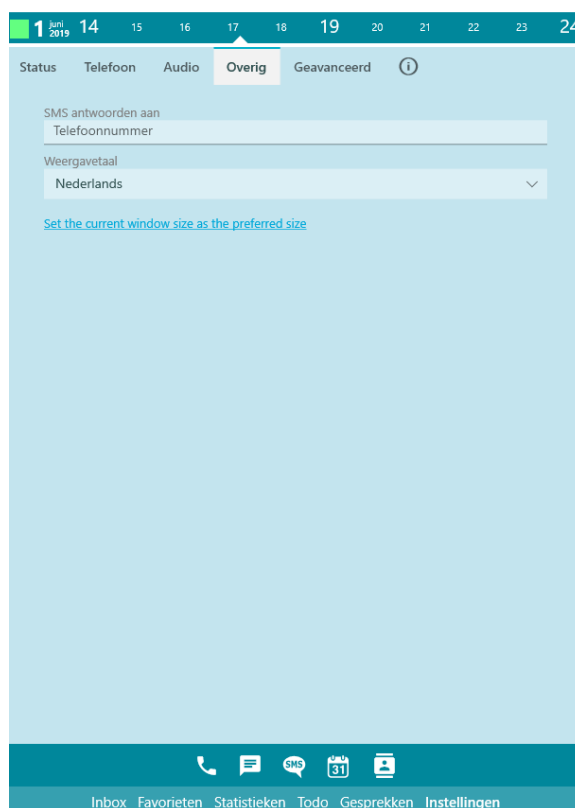 1 juni 2019 14 15 16 17 18 19 20 21 22 23 24
Status Telefoon Audio Overig Geavanceerd i
SMS antwoorden aan
Telefoonnummer
Weergavetaal
Nederlands
Set the current window size as the preferred size
SMS 31
Inbox Favorieten Statistieken Todo Gesprekken Instellingen